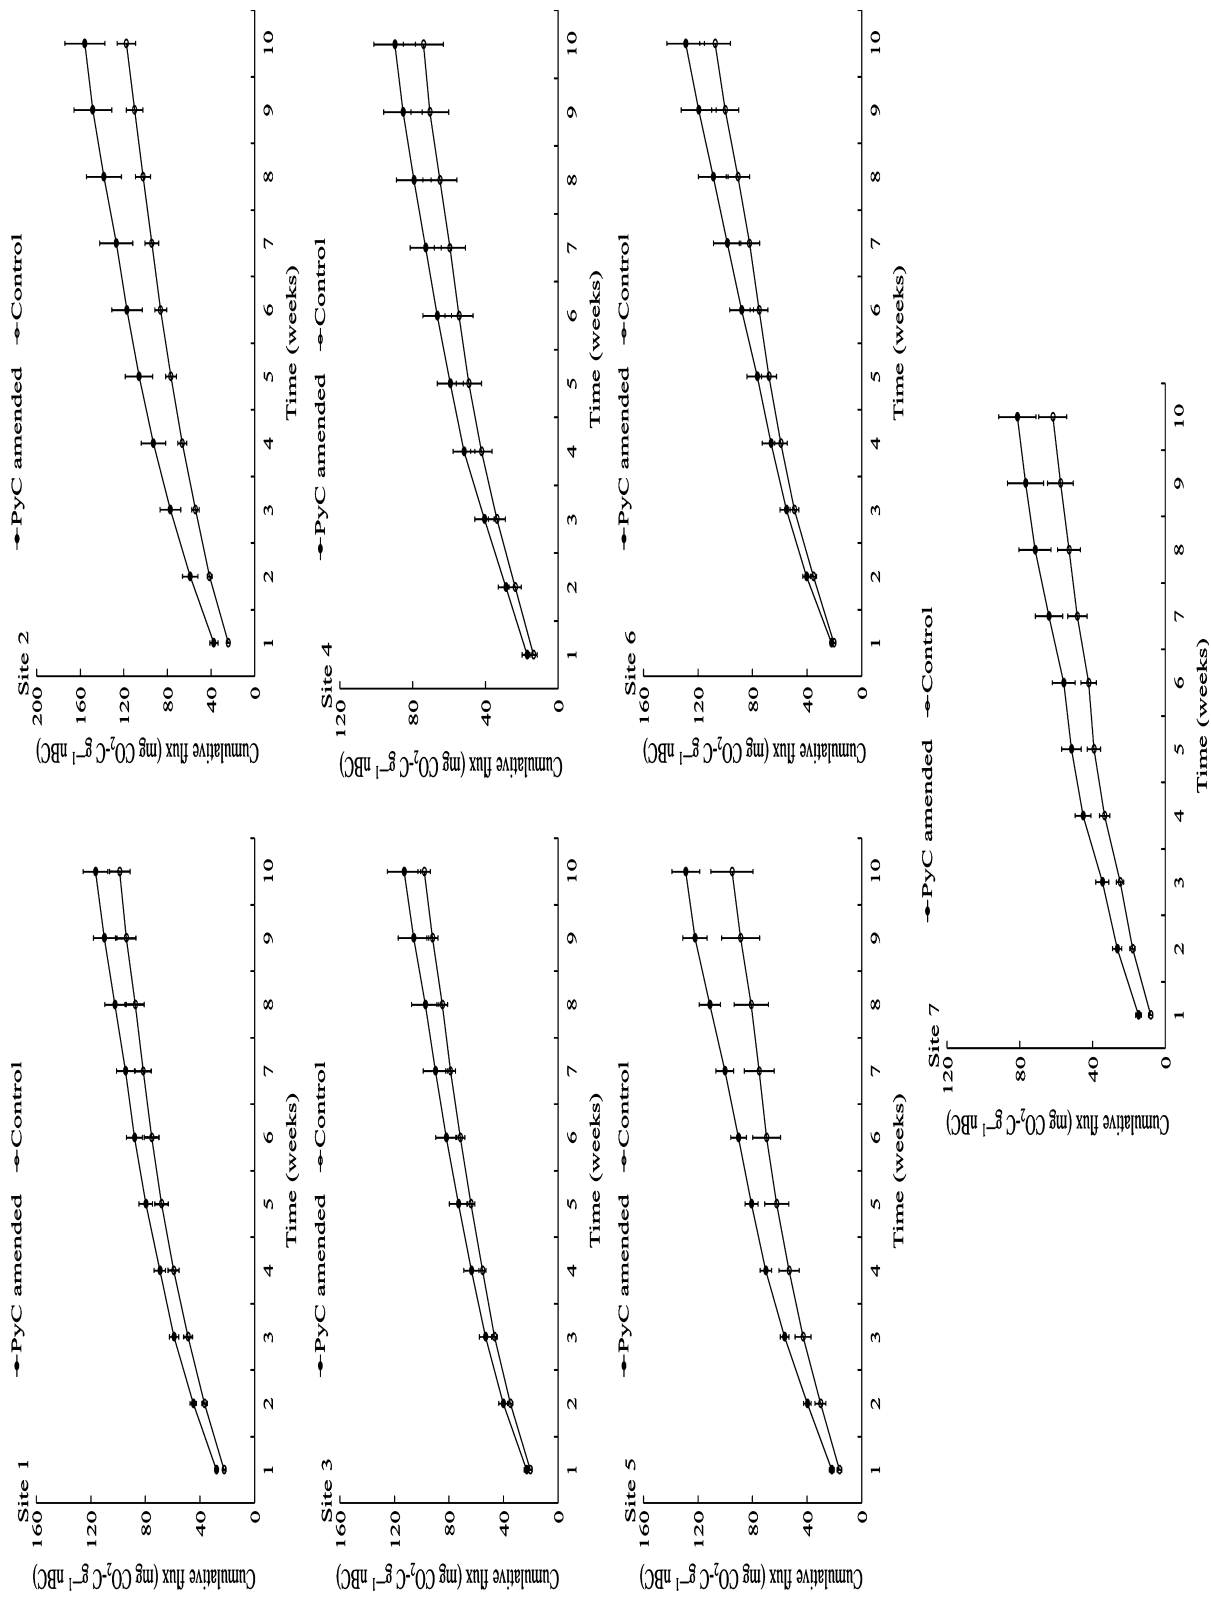 Site 1
PyC amended Control
160
120
80
40
0
Cumulative flux (mg CO₂-C-g⁻¹ nBC)
1 2 3 4 5 6 7 8 9 10
Time (weeks)
Site 2
PyC amended Control
200
160
120
80
40
0
Cumulative flux (mg CO₂-C-g⁻¹ nBC)
1 2 3 4 5 6 7 8 9 10
Time (weeks)
Site 3
PyC amended Control
160
120
80
40
0
Cumulative flux (mg CO₂-C-g⁻¹ nBC)
1 2 3 4 5 6 7 8 9 10
Time (weeks)
Site 4
PyC amended Control
120
80
40
0
Cumulative flux (mg CO₂-C-g⁻¹ nBC)
1 2 3 4 5 6 7 8 9 10
Time (weeks)
Site 5
PyC amended Control
160
120
80
40
0
Cumulative flux (mg CO₂-C-g⁻¹ nBC)
1 2 3 4 5 6 7 8 9 10
Time (weeks)
Site 6
PyC amended Control
160
120
80
40
0
Cumulative flux (mg CO₂-C-g⁻¹ nBC)
1 2 3 4 5 6 7 8 9 10
Time (weeks)
Site 7
PyC amended Control
120
80
40
0
Cumulative flux (mg CO₂-C-g⁻¹ nBC)
1 2 3 4 5 6 7 8 9 10
Time (weeks)